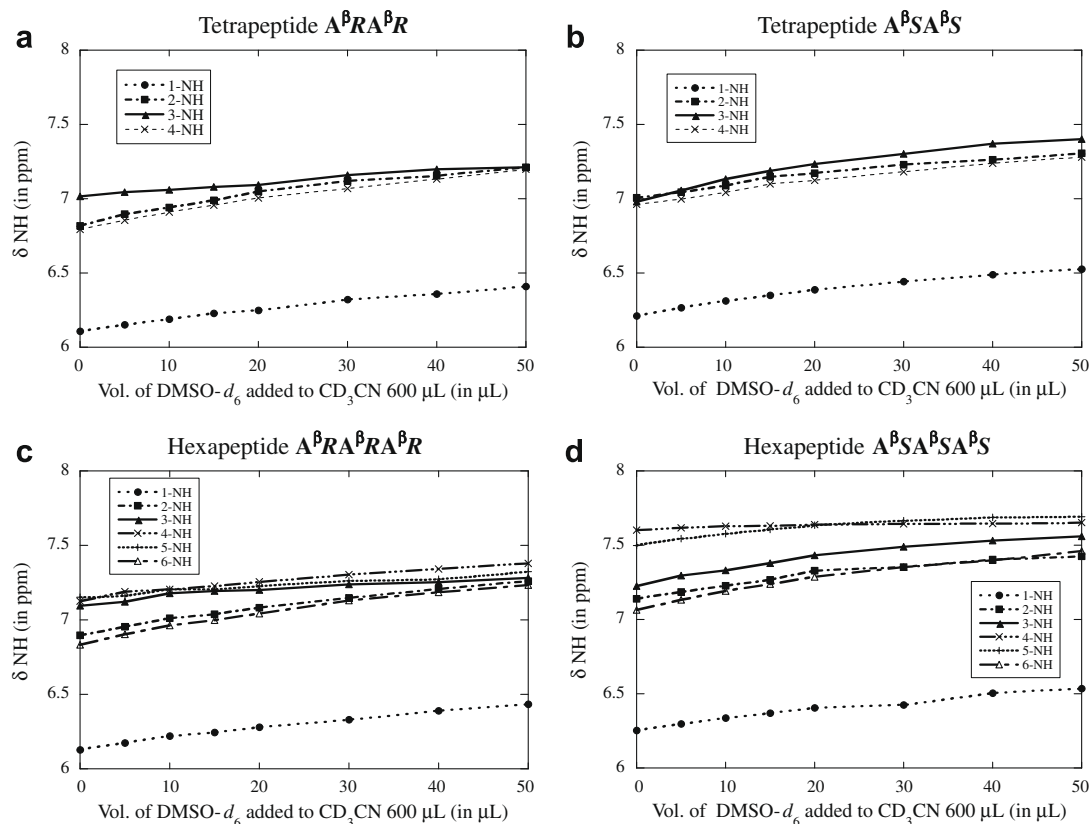 a
Tetrapeptide AᵝRAᵝR
8
7.5
7
6.5
6
δ NH (in ppm)
1-NH
2-NH
3-NH
4-NH
0 10 20 30 40 50
Vol. of DMSO-d₆ added to CD₃CN 600 μL (in μL)
b
Tetrapeptide AᵝSAᵝS
8
7.5
7
6.5
6
δ NH (in ppm)
1-NH
2-NH
3-NH
4-NH
0 10 20 30 40 50
Vol. of DMSO-d₆ added to CD₃CN 600 μL (in μL)
c
Hexapeptide AᵝRAᵝRAᵝR
8
7.5
7
6.5
6
δ NH (in ppm)
1-NH
2-NH
3-NH
4-NH
5-NH
6-NH
0 10 20 30 40 50
Vol. of DMSO-d₆ added to CD₃CN 600 μL (in μL)
d
Hexapeptide AᵝSAᵝSAᵝS
8
7.5
7
6.5
6
δ NH (in ppm)
1-NH
2-NH
3-NH
4-NH
5-NH
6-NH
0 10 20 30 40 50
Vol. of DMSO-d₆ added to CD₃CN 600 μL (in μL)